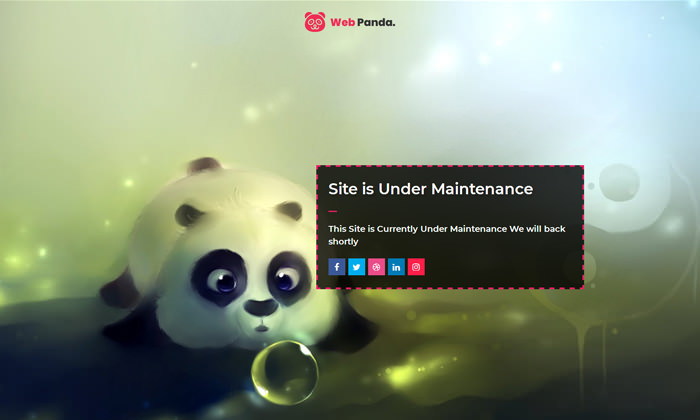 Web Panda.
Site is Under Maintenance
This Site is Currently Under Maintenance We will back
shortly